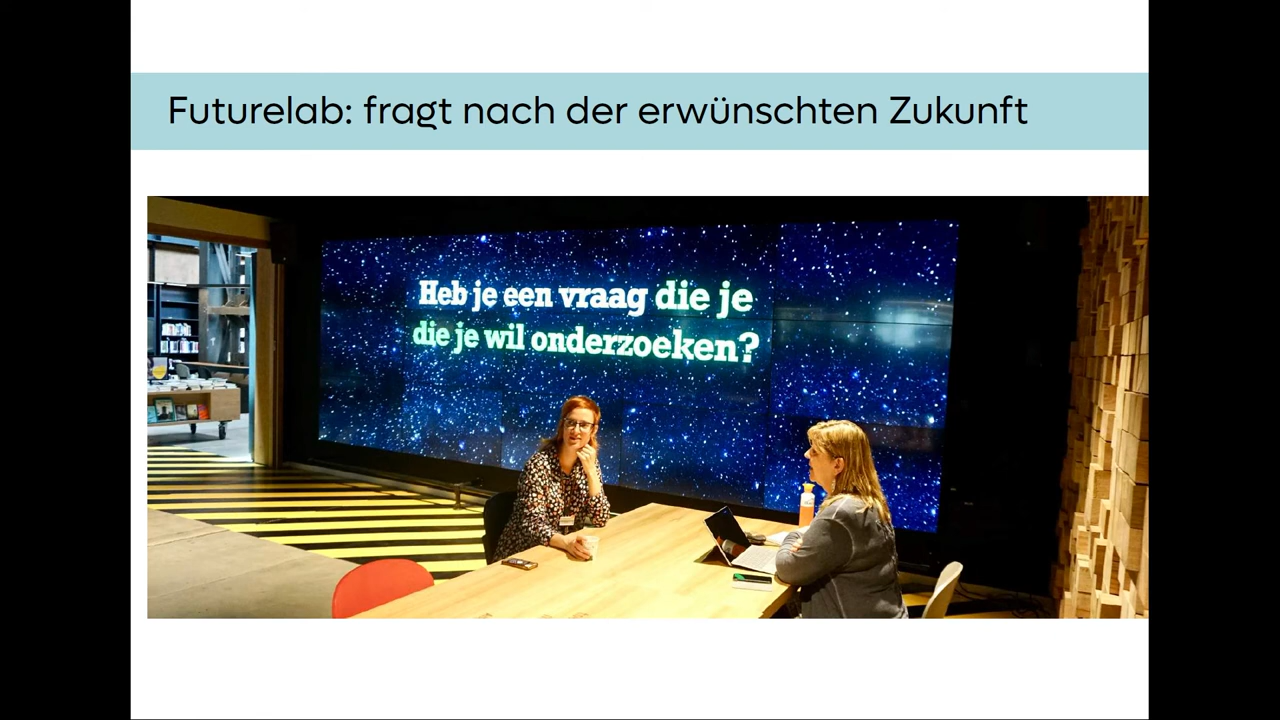 Futurelab: fragt nach der erwünschten Zukunft
Heb je een vraag die je
die je wil onderzoeken?